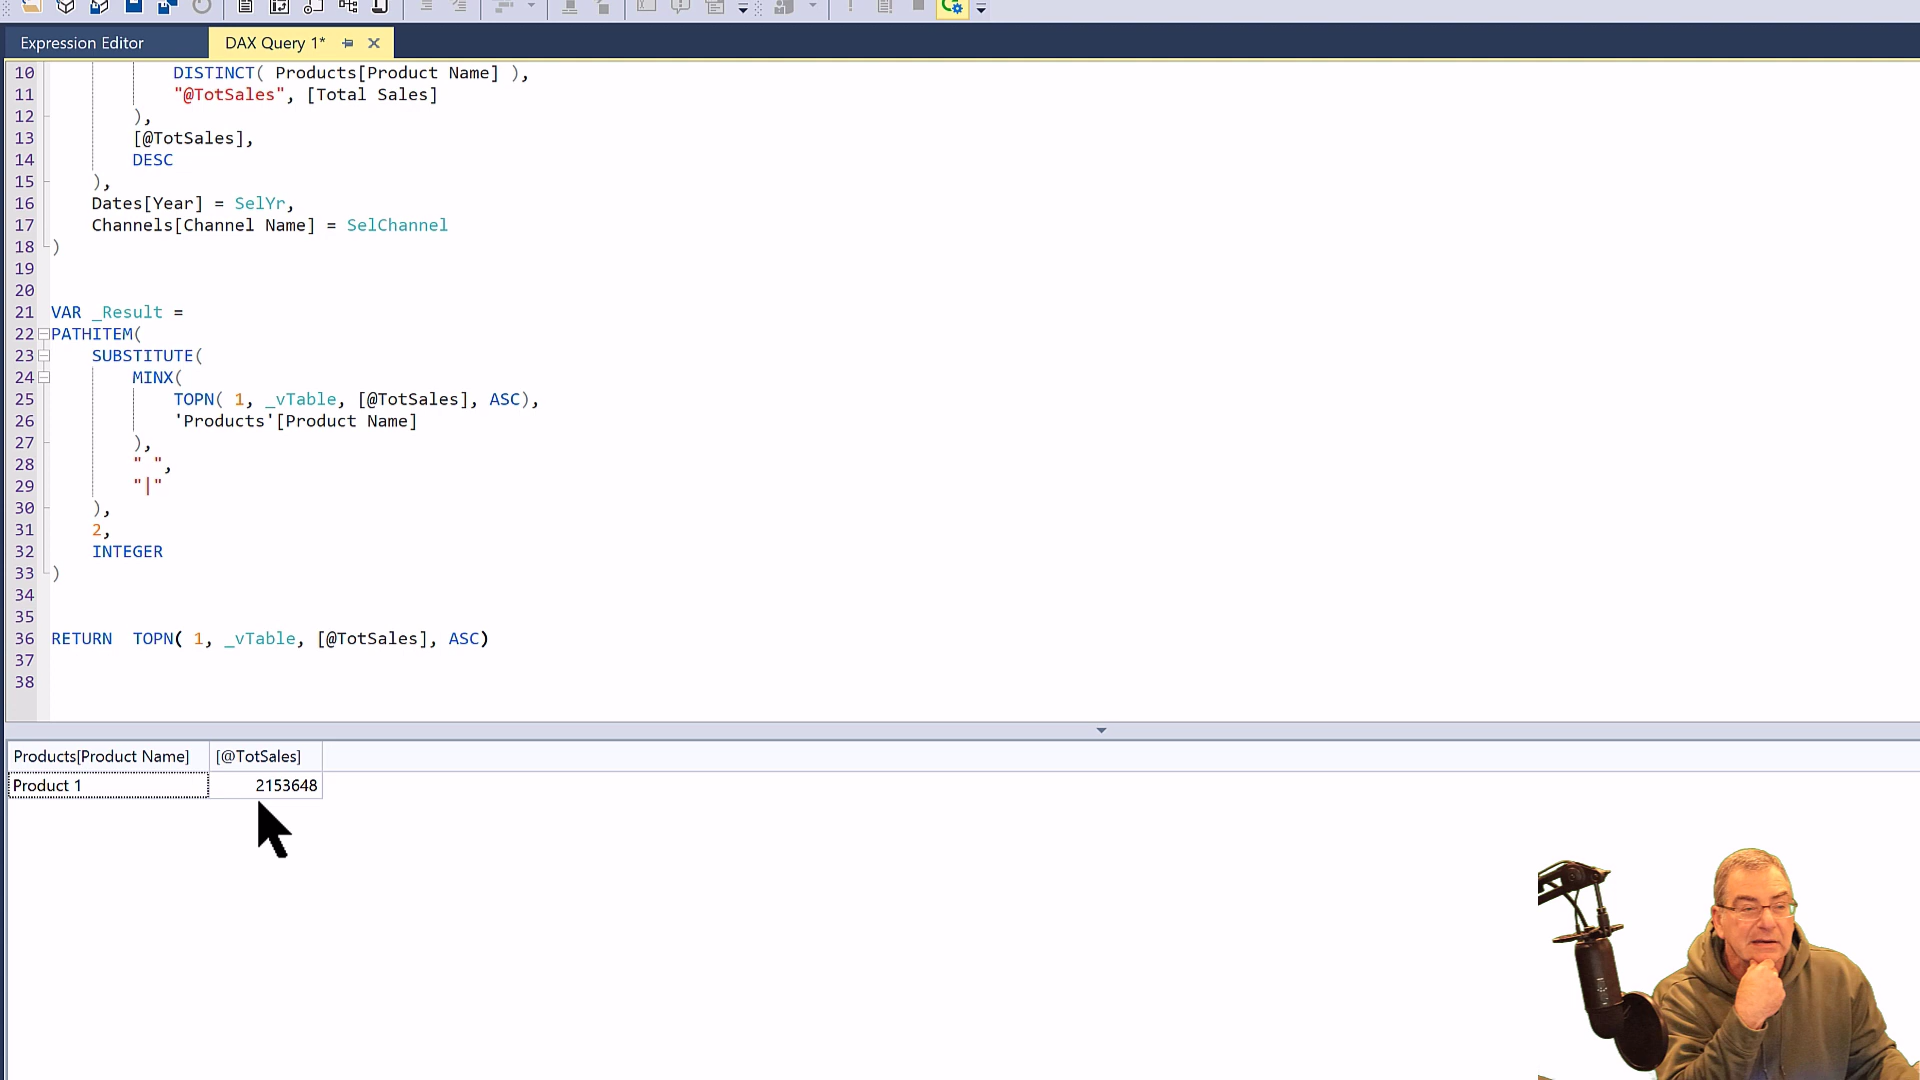 Expression Editor
DAX Query 1*
10 DISTINCT( Products[Product Name] ),
11 "@TotSales", [Total Sales]
12 ),
13 [@TotSales],
14 DESC
15 ),
16 Dates[Year] = SelYr,
17 Channels[Channel Name] = SelChannel
18 )
19
20
21 VAR _Result =
22 PATHITEM(
23 SUBSTITUTE(
24 MINX(
25 TOPN( 1, _vTable, [@TotSales], ASC),
26 'Products'[Product Name]
27 ),
28 " ",
29 "|"
30 ),
31 2,
32 INTEGER
33 )
34
35
36 RETURN  TOPN( 1, _vTable, [@TotSales], ASC)
37
38
Products[Product Name] [@TotSales]
Product 1 2153648